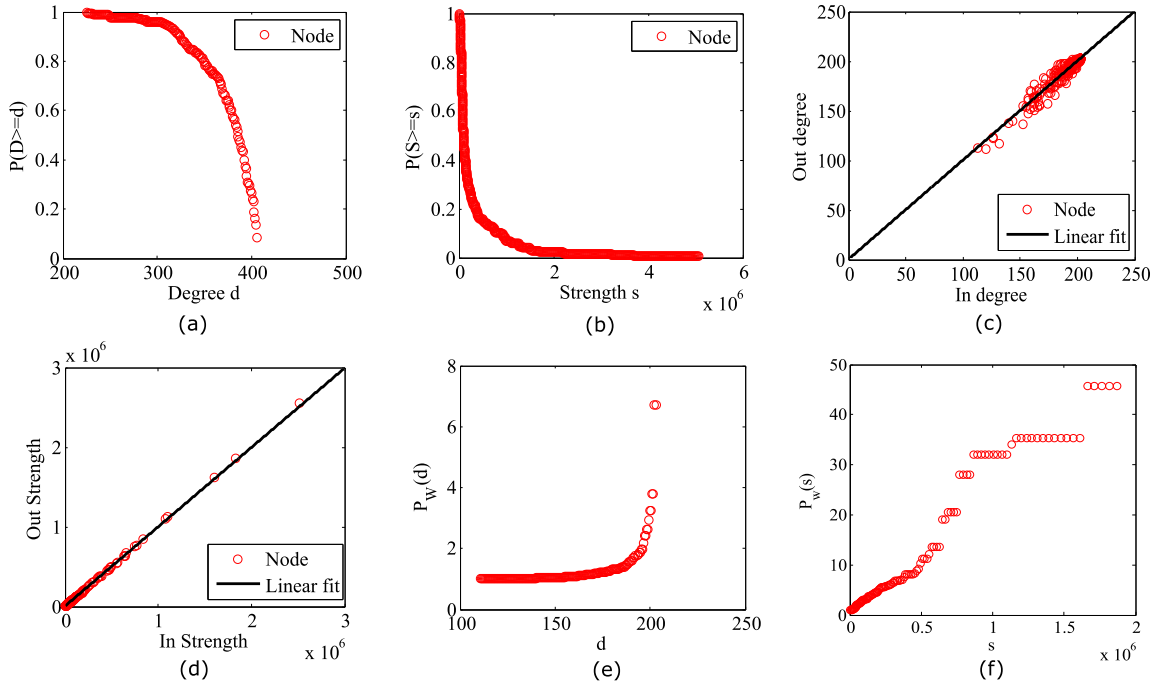 1
0.8
0.6
0.4
0.2
0
P(D>=d)
200
300
400
500
Degree d
Node
(a)
1
0.8
0.6
0.4
0.2
0
P(S>=s)
0
2
4
6
Strength s
x 10^6
Node
(b)
250
200
150
100
50
0
Out degree
0
50
100
150
200
250
In degree
Node
Linear fit
(c)
x 10^6
3
2
1
0
Out Strength
0
1
2
3
In Strength
x 10^6
Node
Linear fit
(d)
8
6
4
2
0
P_W(d)
100
150
200
250
d
(e)
50
40
30
20
10
0
P_w(s)
0
0.5
1
1.5
2
s
x 10^6
(f)